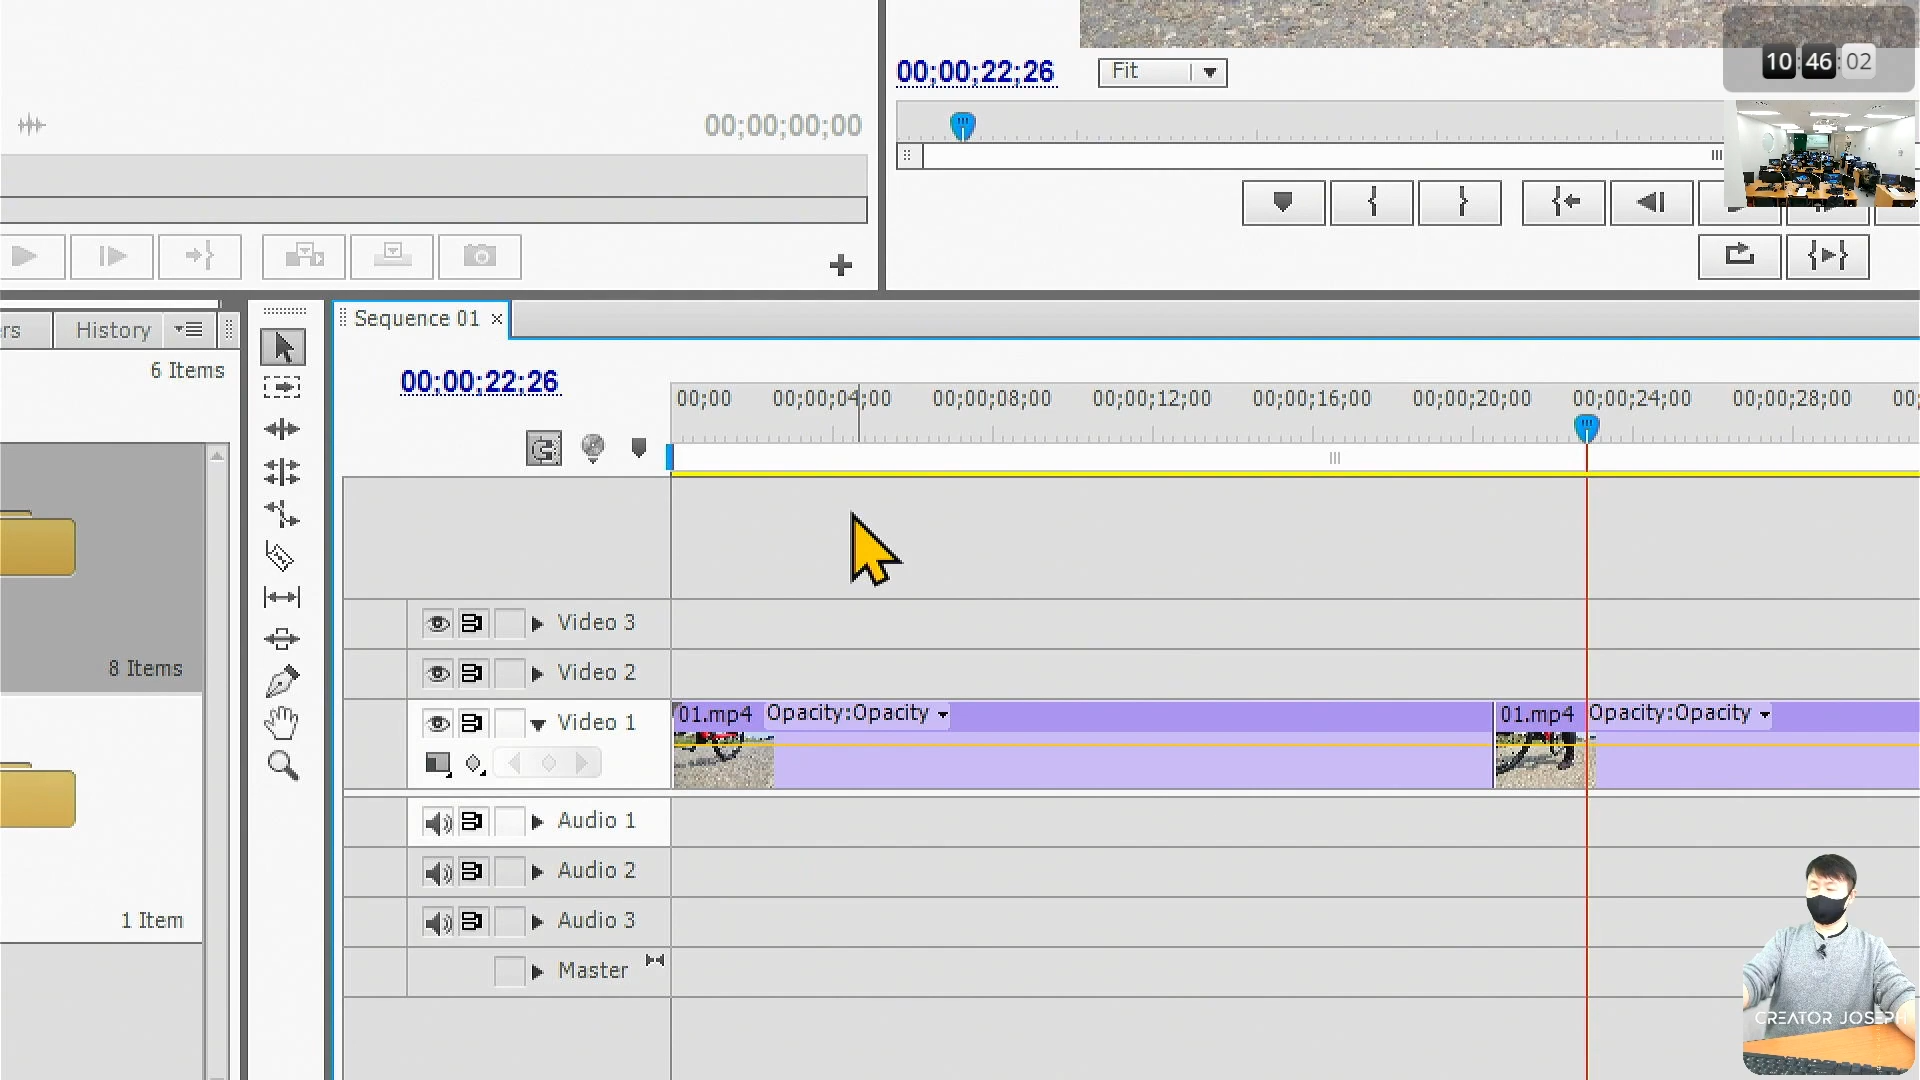 00;00;22;26
Fit
10:46:02
00;00;00;00
History
6 Items
Sequence 01
00;00;22;26
00;00
00;00;04;00
00;00;08;00
00;00;12;00
00;00;16;00
00;00;20;00
00;00;24;00
00;00;28;00
8 Items
Video 3
Video 2
01.mp4 Opacity:Opacity
01.mp4 Opacity:Opacity
Video 1
Audio 1
Audio 2
1 Item
Audio 3
Master
CREATOR JOSEPH